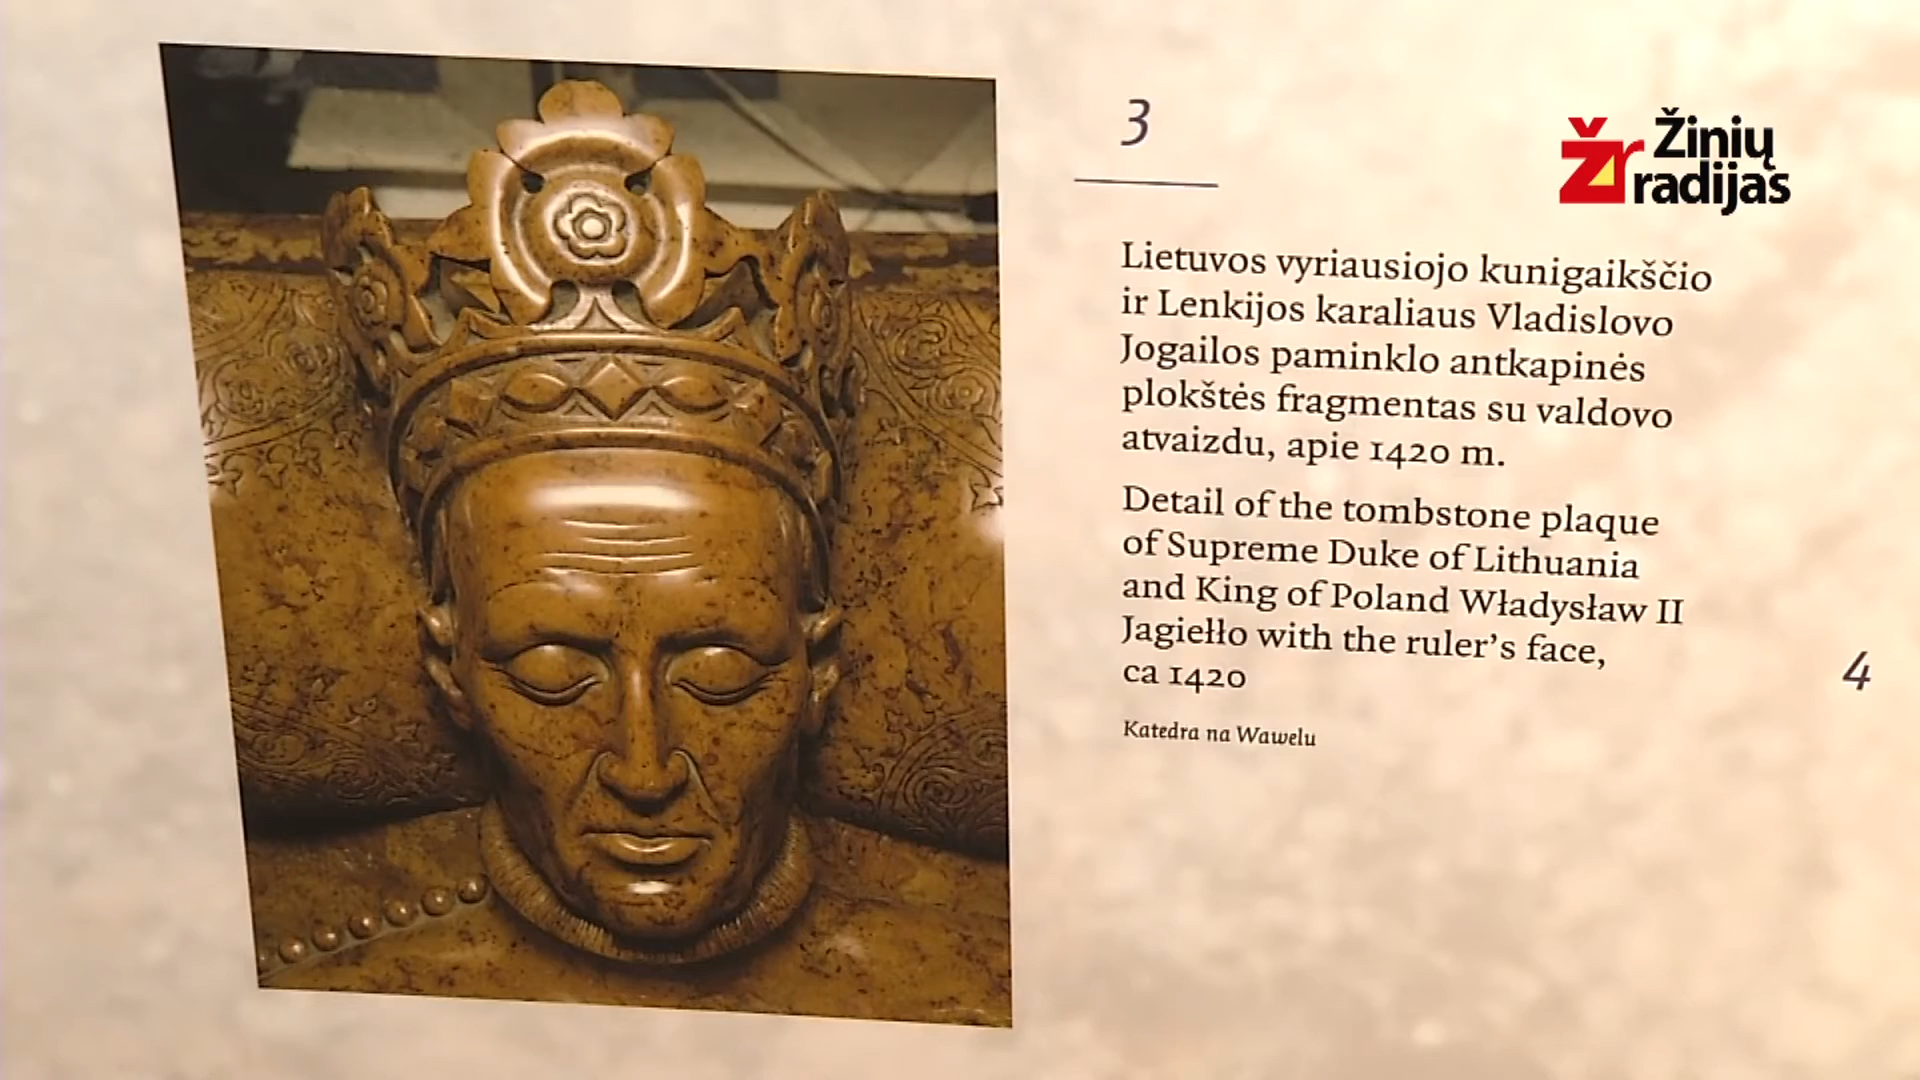 3
Žinių
radijas
Lietuvos vyriausiojo kunigaikščio
ir Lenkijos karaliaus Vladislovo
Jogailos paminklo antkapinės
plokštės fragmentas su valdovo
atvaizdu, apie 1420 m.
Detail of the tombstone plaque
of Supreme Duke of Lithuania
and King of Poland Władysław II
Jagiełło with the ruler’s face,
ca 1420
Katedra na Wawelu
4